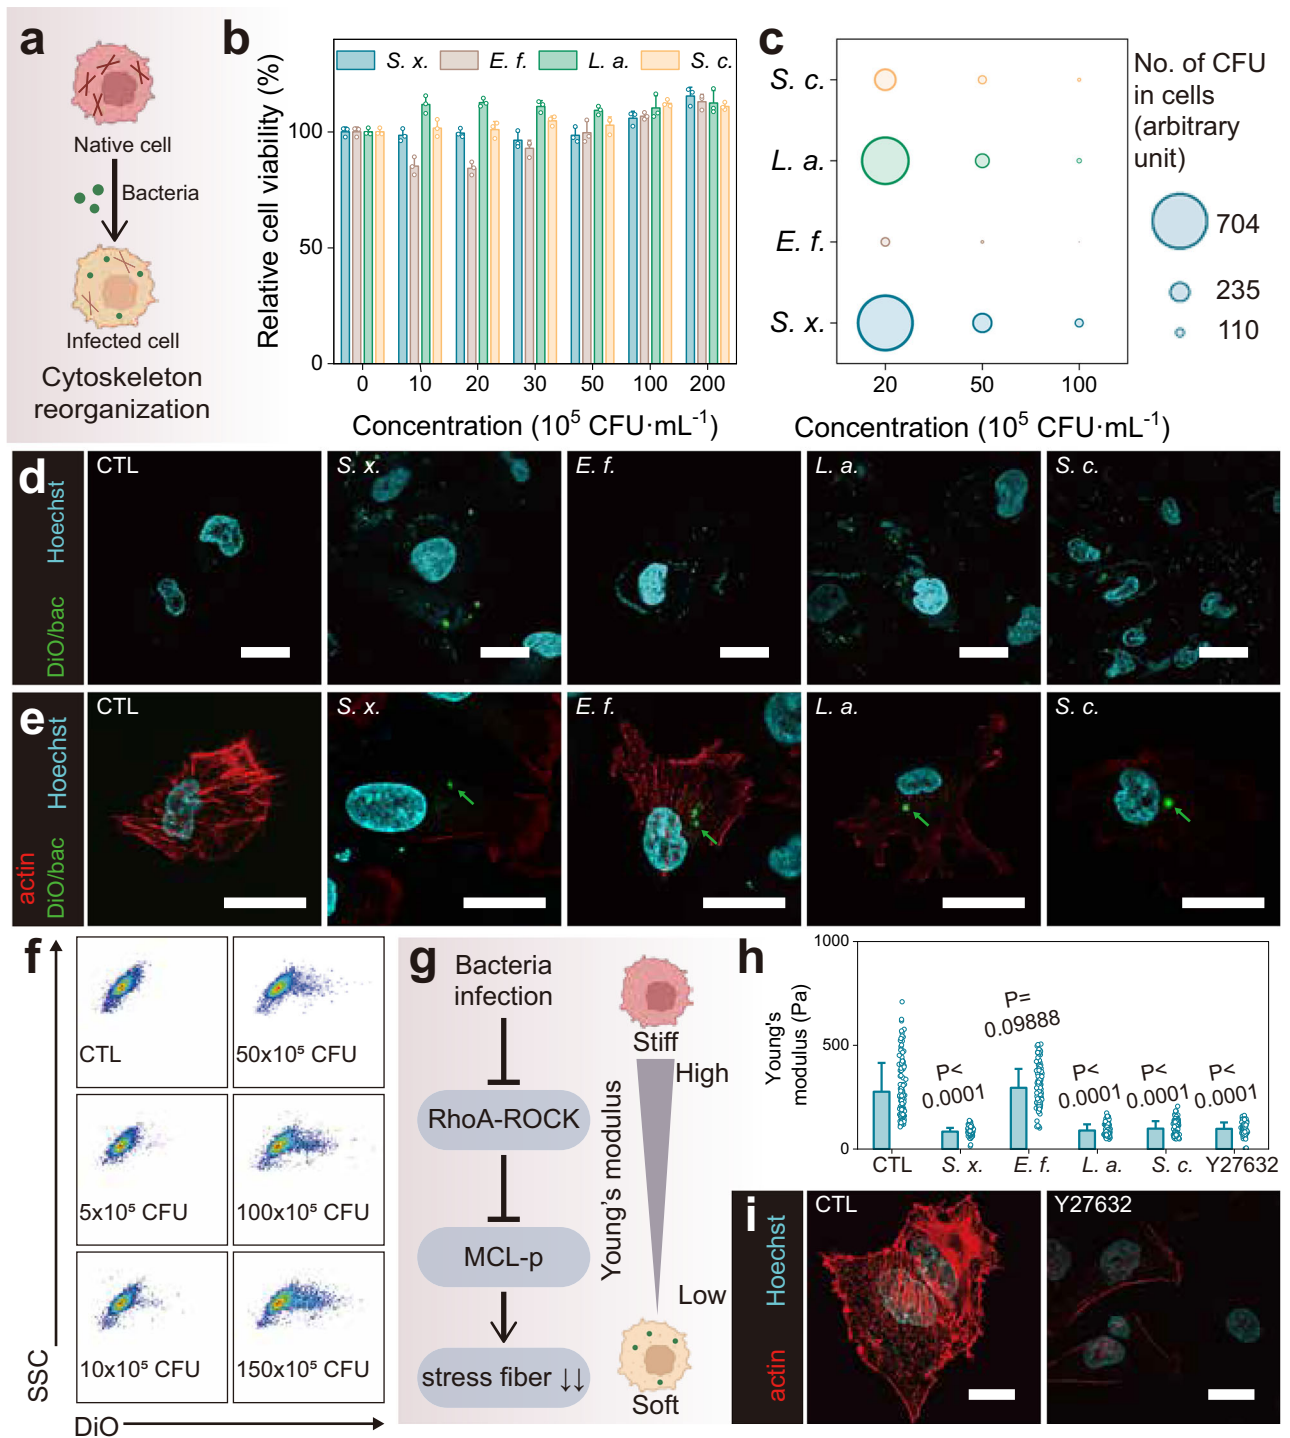 a
Native cell
Bacteria
Infected cell
Cytoskeleton
reorganization
b
Relative cell viability (%)
S. x.
E. f.
L. a.
S. c.
100
50
0
0 10 20 30 50 100 200
Concentration (10⁵ CFU·mL⁻¹)
c
S. c.
L. a.
E. f.
S. x.
20 50 100
Concentration (10⁵ CFU·mL⁻¹)
No. of CFU
in cells
(arbitrary
unit)
704
235
110
d
DiO/bac Hoechst
CTL
S. x.
E. f.
L. a.
S. c.
e
actin
DiO/bac Hoechst
CTL
S. x.
E. f.
L. a.
S. c.
f
SSC
CTL
50x10⁵ CFU
5x10⁵ CFU
100x10⁵ CFU
10x10⁵ CFU
150x10⁵ CFU
DiO
g
Bacteria
infection
RhoA-ROCK
MCL-p
stress fiber ↓↓
Young's modulus
Stiff
High
Low
Soft
h
Young's
modulus (Pa)
1000
500
0
P<
0.0001
P=
0.09888
P<
0.0001
P<
0.0001
P<
0.0001
CTL S. x. E. f. L. a. S. c. Y27632
i
actin Hoechst
CTL
Y27632